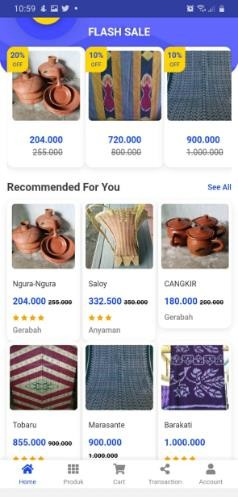 10:59
FLASH SALE
20%
OFF
10%
OFF
10%
OFF
204.000
255.000
720.000
800.000
900.000
1.000.000
Recommended For You
See All
Ngura-Ngura
204.000 255.000
Gerabah
Saloy
332.500 350.000
Anyaman
CANGKIR
180.000 200.000
Gerabah
Tobaru
855.000 900.000
Marasante
900.000
1.000.000
Barakati
1.000.000
Home
Produk
Cart
Transaction
Account